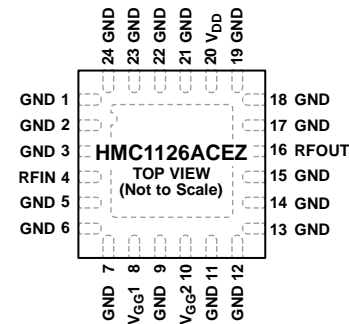 24 GND
23 GND
22 GND
21 GND
20 VDD
19 GND
GND 1
GND 2
GND 3
RFIN 4
GND 5
GND 6
HMC1126ACEZ
TOP VIEW
(Not to Scale)
18 GND
17 GND
16 RFOUT
15 GND
14 GND
13 GND
GND 7
VGG1 8
GND 9
VGG2 10
GND 11
GND 12